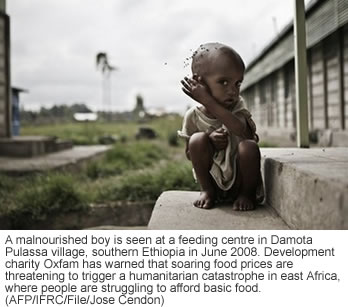 A malnourished boy is seen at a feeding centre in Damota
Pulassa village, southern Ethiopia in June 2008. Development
charity Oxfam has warned that soaring food prices are
threatening to trigger a humanitarian catastrophe in east Africa,
where people are struggling to afford basic food.
(AFP/IFRC/File/Jose Cendon)